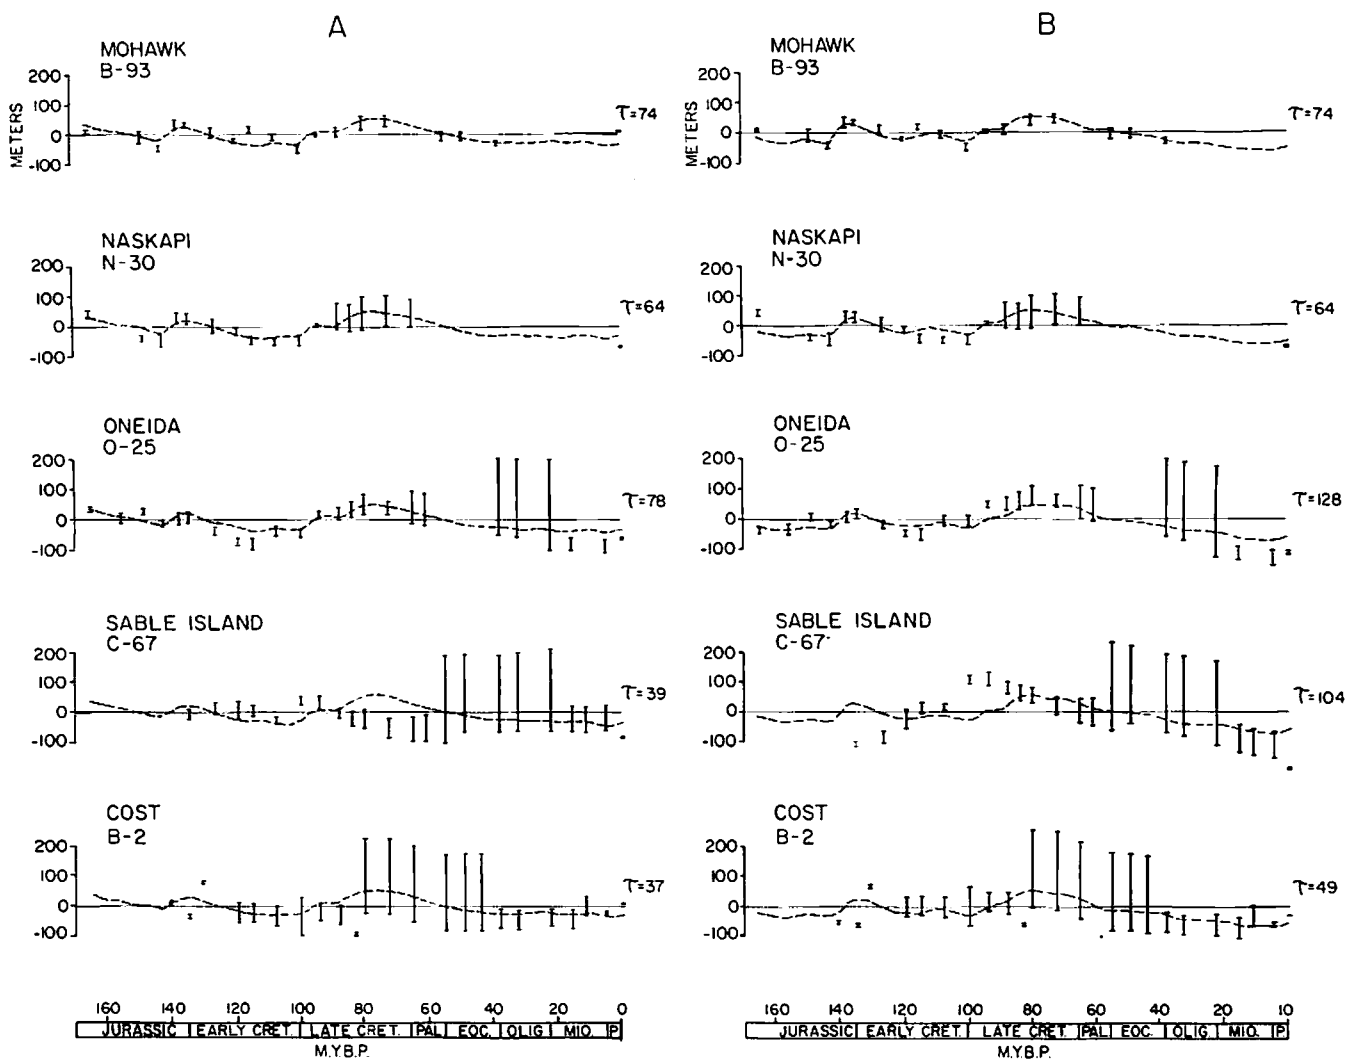 A
MOHAWK
B-93
METERS
200
100
0
-100
τ=74
NASKAPI
N-30
200
100
0
-100
τ=64
ONEIDA
O-25
200
100
0
-100
τ=78
SABLE ISLAND
C-67
200
100
0
-100
τ=39
COST
B-2
200
100
0
-100
τ=37
160 140 120 100 80 60 40 20 0
JURASSIC EARLY CRET. LATE CRET. PAL. EOC. OLIG. MIO. P
M.Y.B.P.
B
MOHAWK
B-93
METERS
200
100
0
-100
τ=74
NASKAPI
N-30
200
100
0
-100
τ=64
ONEIDA
O-25
200
100
0
-100
τ=128
SABLE ISLAND
C-67
200
100
0
-100
τ=104
COST
B-2
200
100
0
-100
τ=49
160 140 120 100 80 60 40 20 10
JURASSIC EARLY CRET. LATE CRET. PAL. EOC. OLIG. MIO. P
M.Y.B.P.